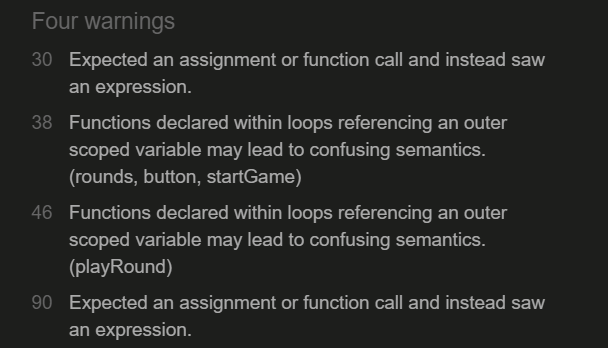 Four warnings
30 Expected an assignment or function call and instead saw
an expression.
38 Functions declared within loops referencing an outer
scoped variable may lead to confusing semantics.
(rounds, button, startGame)
46 Functions declared within loops referencing an outer
scoped variable may lead to confusing semantics.
(playRound)
90 Expected an assignment or function call and instead saw
an expression.